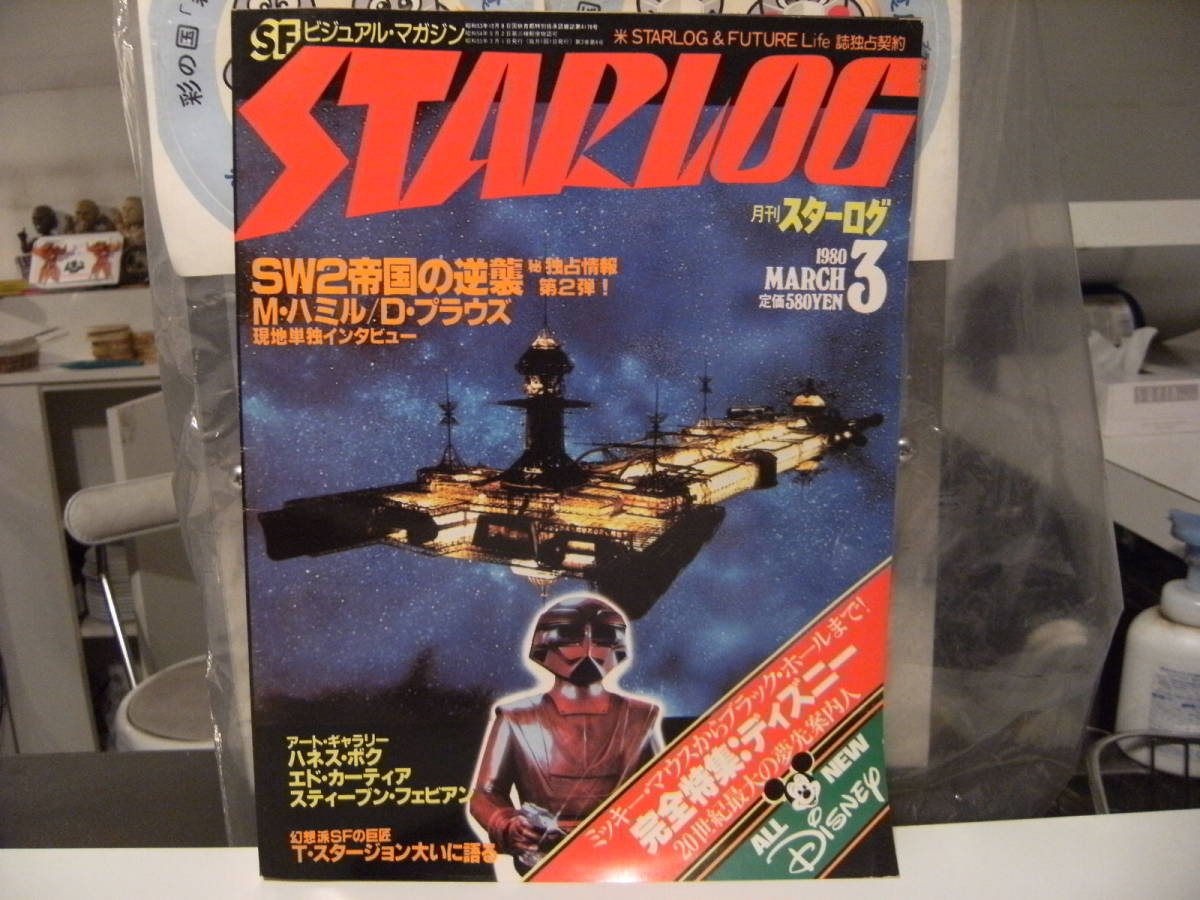 彩の国
SFビジュアル・マガジン
米 STARLOG & FUTURE Life 誌独占契約
STARLOG
月刊スターログ
1980
MARCH 3
定価580YEN
SW2帝国の逆襲 ㊙独占情報 第2弾!
M・ハミル/D・プラウズ
現地単独インタビュー
アート・ギャラリー
ハネス・ボク
エド・カーティア
スティーブン・フェビアン
幻想派SFの巨匠
T・スタージョン大いに語る
ミッキー・マウスからブラック・ホールまで!
完全特集:ディズニー
20世紀最大の夢先案内人
ALL NEW
DISNEY